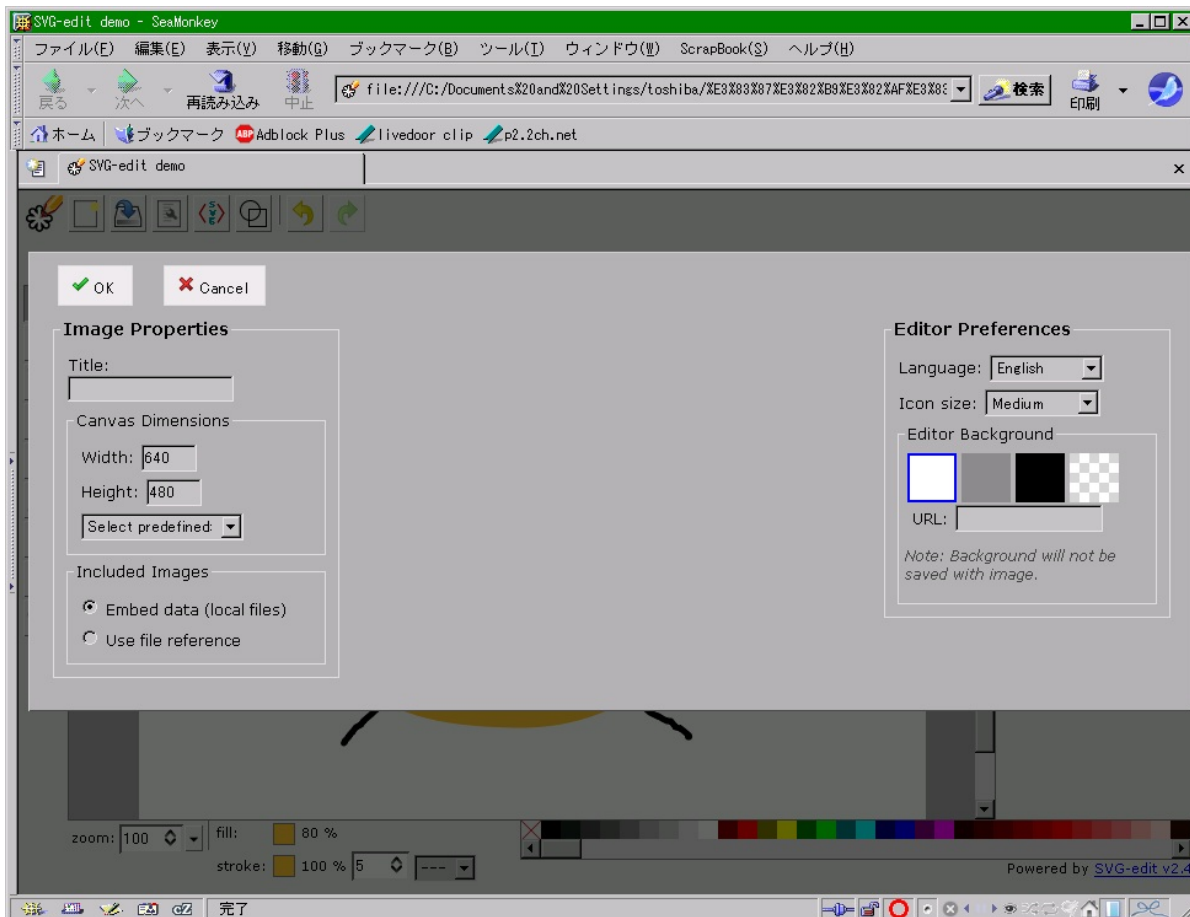 SVG-edit demo - SeaMonkey
ファイル(F) 編集(E) 表示(V) 移動(G) ブックマーク(B) ツール(T) ウィンドウ(W) ScrapBook(S) ヘルプ(H)
戻る 次へ 再読み込み 中止 file:///C:/Documents%20and%20Settings/toshiba/%E3%83%87%E3%82%B9%E3%82%AF%E3%8 検索 印刷
ホーム ブックマーク ABP Adblock Plus livedoor clip p2.2ch.net
SVG-edit demo
SVG
OK Cancel
Image Properties
Title:
Canvas Dimensions
Width: 640
Height: 480
Select predefined:
Included Images
Embed data (local files)
Use file reference
Editor Preferences
Language: English
Icon size: Medium
Editor Background
URL:
Note: Background will not be
saved with image.
zoom: 100 fill: 80 %
stroke: 100 % 5 ---
Powered by SVG-edit v2.4
完了